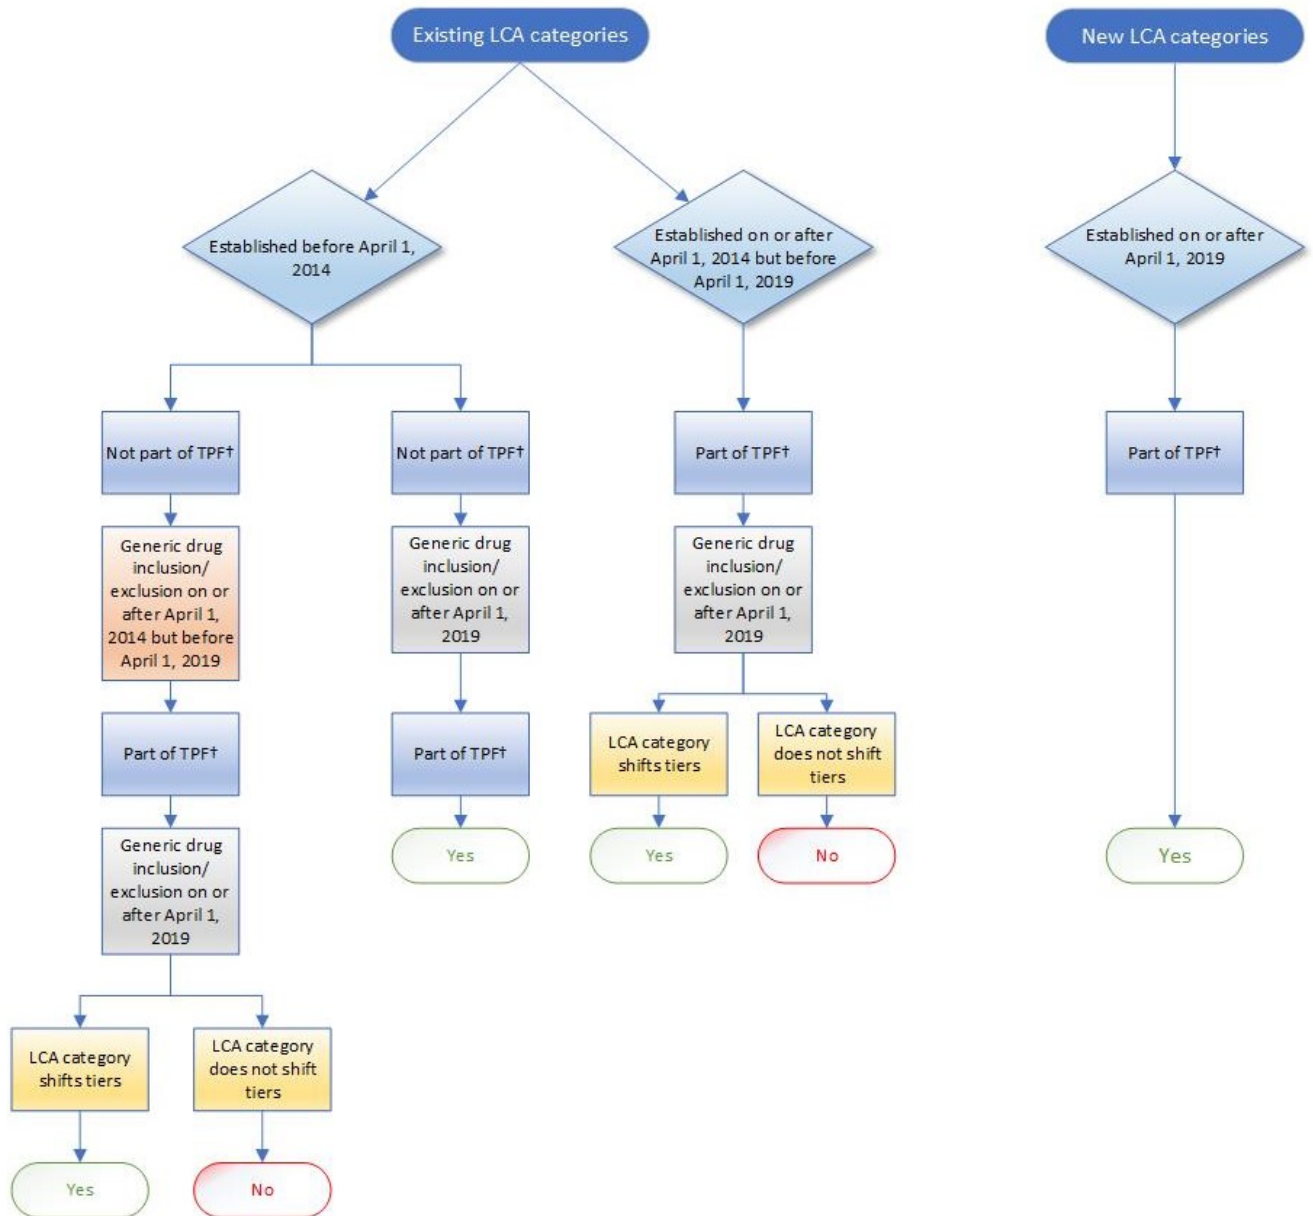 Existing LCA categories
New LCA categories
Established before April 1,
2014
Established on or after
April 1, 2014 but before
April 1, 2019
Established on or after
April 1, 2019
Not part of TPF†
Not part of TPF†
Part of TPF†
Part of TPF†
Generic drug
inclusion/
exclusion on or
after April 1,
2014 but before
April 1, 2019
Generic drug
inclusion/
exclusion on or
after April 1,
2019
Generic drug
inclusion/
exclusion on or
after April 1,
2019
Part of TPF†
Part of TPF†
LCA category
shifts tiers
LCA category
does not shift
tiers
Generic drug
inclusion/
exclusion on or
after April 1,
2019
Yes
Yes
No
Yes
LCA category
shifts tiers
LCA category
does not shift
tiers
Yes
No